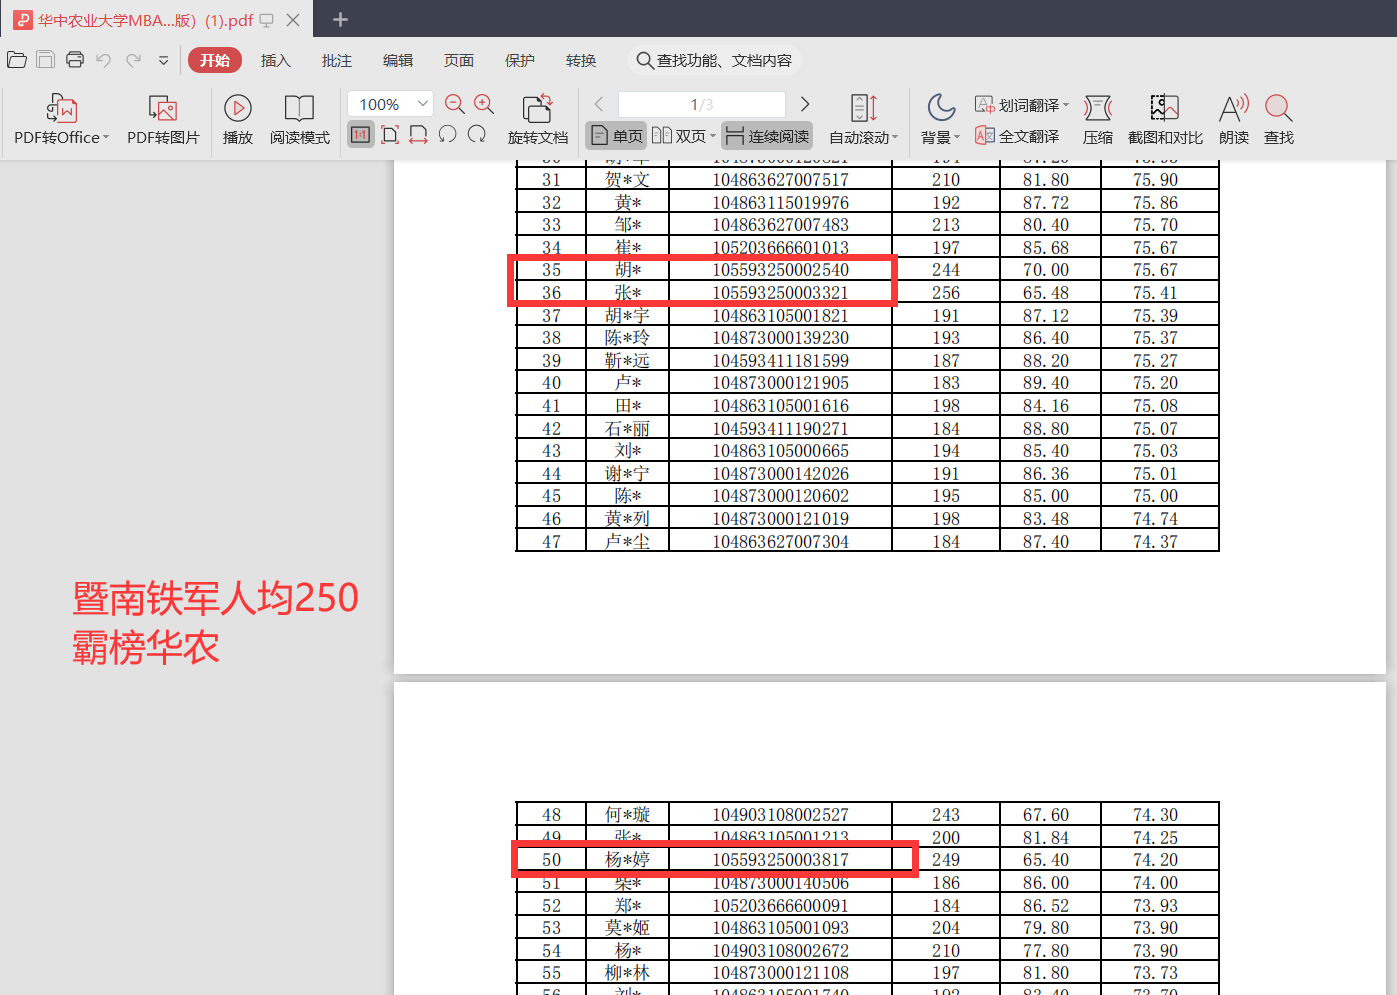 华中农业大学MBA...版）(1).pdf
开始 插入 批注 编辑 页面 保护 转换 查找功能、文档内容
PDF转Office PDF转图片 播放 阅读模式 100% 1:1 旋转文档 1/3 单页 双页 连续阅读 自动滚动 背景 划词翻译 全文翻译 压缩 截图和对比 朗读 查找
31 贺*文 104863627007517 210 81.80 75.90
32 黄* 104863115019976 192 87.72 75.86
33 邹* 104863627007483 213 80.40 75.70
34 崔* 105203666601013 197 85.68 75.67
35 胡* 105593250002540 244 70.00 75.67
36 张* 105593250003321 256 65.48 75.41
37 胡*宇 104863105001821 191 87.12 75.39
38 陈*玲 104873000139230 193 86.40 75.37
39 靳*远 104593411181599 187 88.20 75.27
40 卢* 104873000121905 183 89.40 75.20
41 田* 104863105001616 198 84.16 75.08
42 石*丽 104593411190271 184 88.80 75.07
43 刘* 104863105000665 194 85.40 75.03
44 谢*宁 104873000142026 191 86.36 75.01
45 陈* 104873000120602 195 85.00 75.00
46 黄*列 104873000121019 198 83.48 74.74
47 卢*尘 104863627007304 184 87.40 74.37
暨南铁军人均250
霸榜华农
48 何*璇 104903108002527 243 67.60 74.30
49 张* 104863105001213 200 81.84 74.25
50 杨*婷 105593250003817 249 65.40 74.20
51 柴* 104873000140506 186 86.00 74.00
52 郑* 105203666600091 184 86.52 73.93
53 莫*姬 104863105001093 204 79.80 73.90
54 杨* 104903108002672 210 77.80 73.90
55 柳*林 104873000121108 197 81.80 73.73
56 刘* 104863105001740 192 83.40 73.70